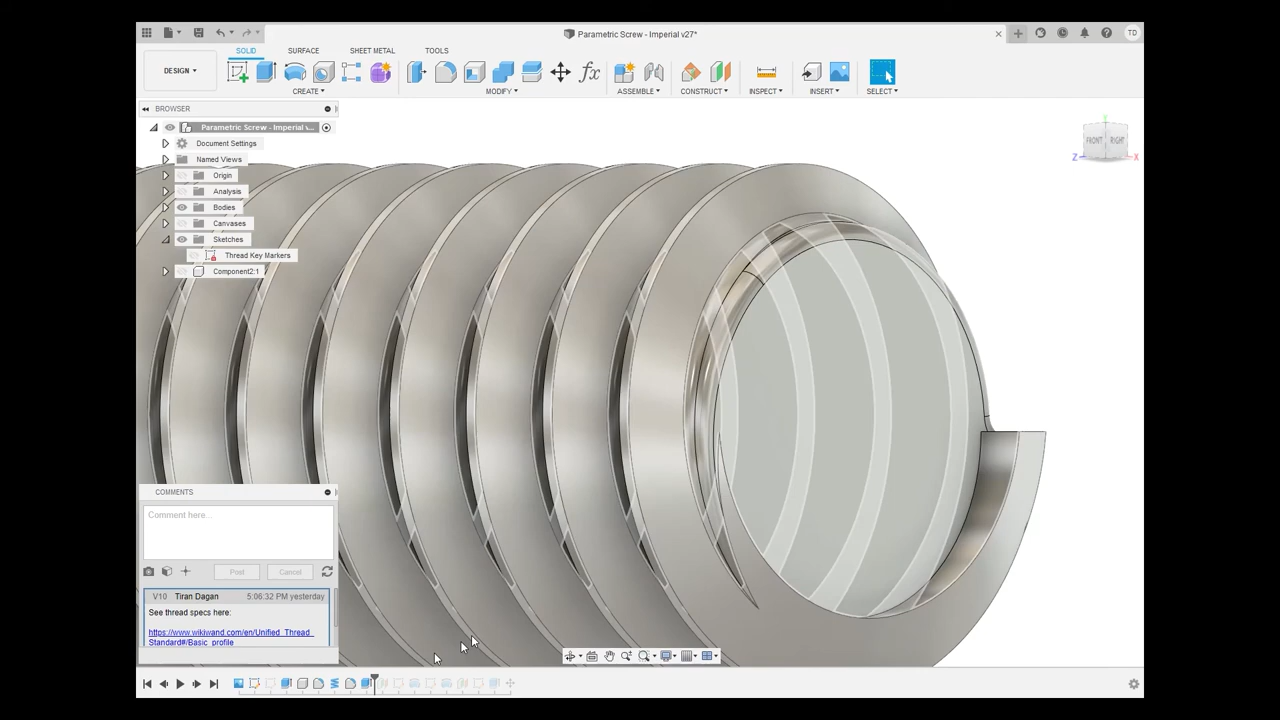 Parametric Screw - Imperial v27*
TD
SOLID SURFACE SHEET METAL TOOLS
DESIGN
CREATE MODIFY ASSEMBLE CONSTRUCT INSPECT INSERT SELECT
BROWSER
Parametric Screw - Imperial v...
Document Settings
Named Views
Origin
Analysis
Bodies
Canvases
Sketches
Thread Key Markers
Component2:1
FRONT RIGHT
Y
Z X
COMMENTS
Comment here...
Post Cancel
V10 Tiran Dagan 5:06:32 PM yesterday
See thread specs here:
https://www.wikiwand.com/en/Unified_Thread_
Standard#/Basic_profile